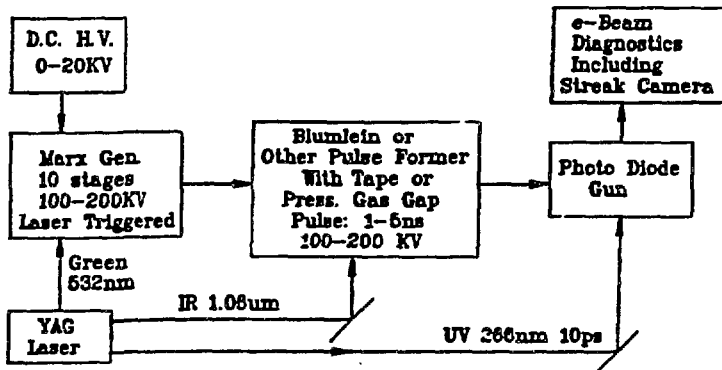 D.C. H.V.
0-20KV
e-Beam
Diagnostics
Including
Streak Camera
Marx Gen
10 stages
100-200KV
Laser Triggered
Blumlein or
Other Pulse Former
With Tape or
Press. Gas Gap
Pulse: 1-5ns
100-200 KV
Photo Diode
Gun
Green
532nm
YAG
Laser
IR 1.06um
UV 266nm 10ps